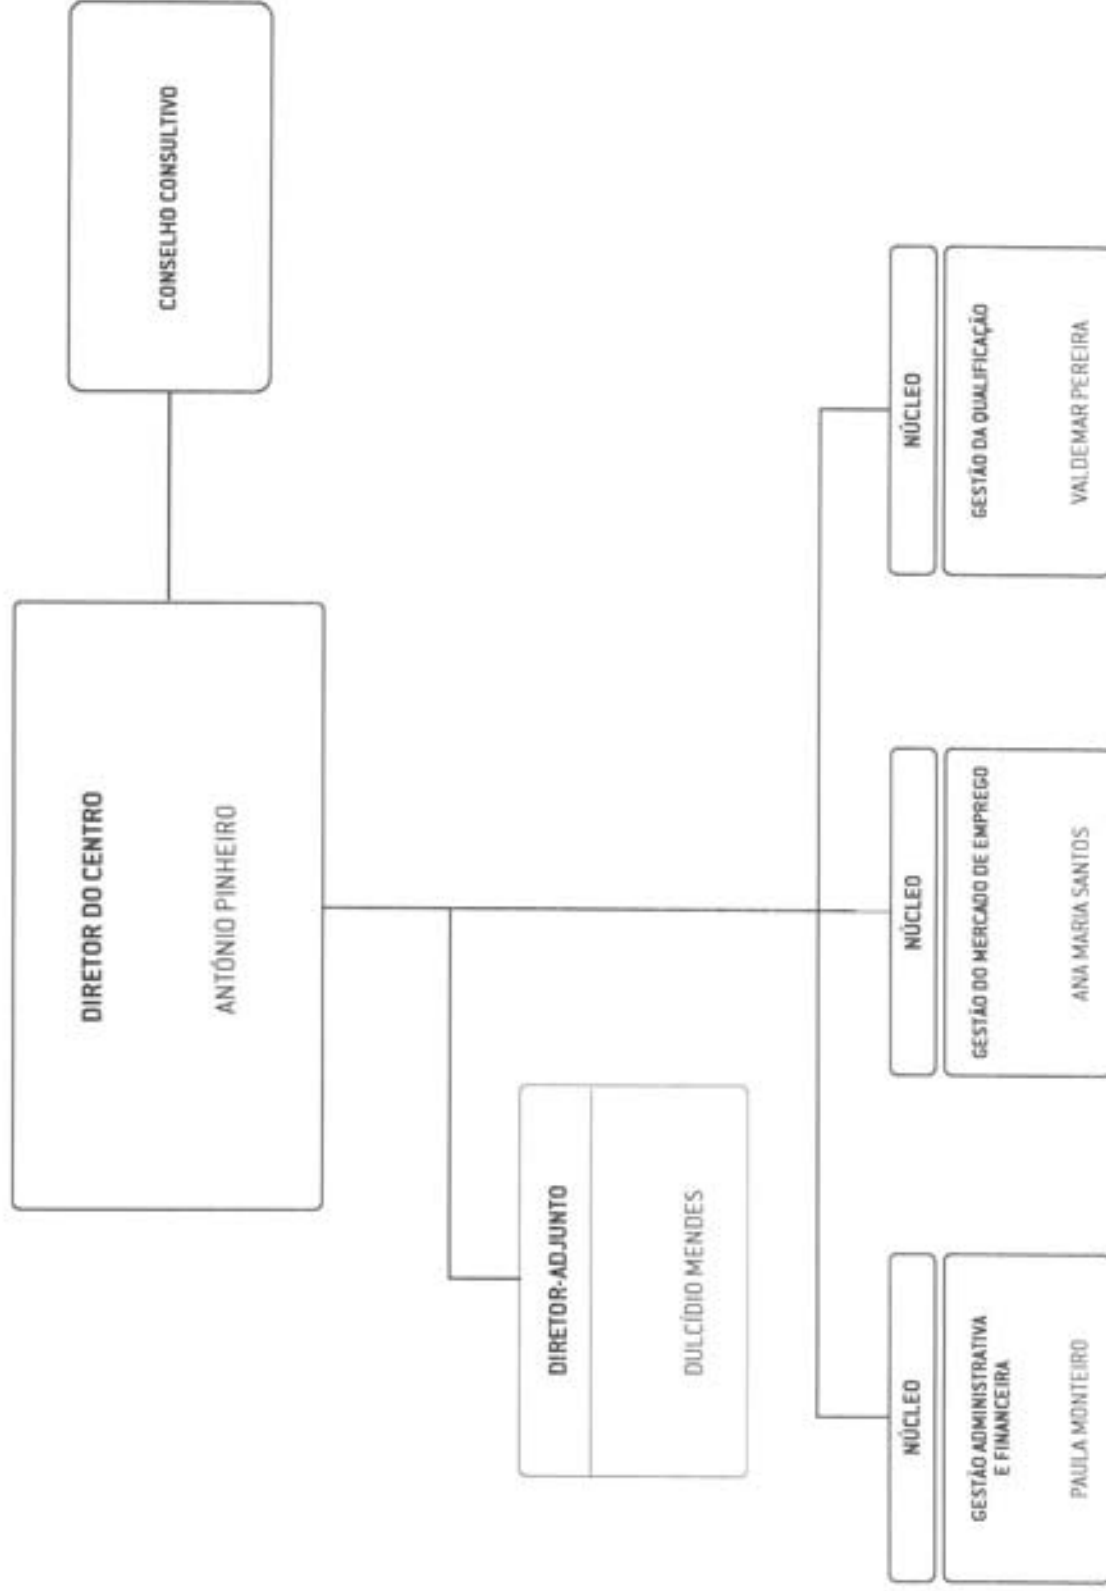 DIRETOR DO CENTRO
ANTÓNIO PINHEIRO
CONSELHO CONSULTIVO
DIRETOR-ADJUNTO
DULCÍDIO MENDES
NÚCLEO
GESTÃO ADMINISTRATIVA
E FINANCEIRA
PAULA MONTEIRO
NÚCLEO
GESTÃO DO MERCADO DE EMPREGO
ANA MARIA SANTOS
NÚCLEO
GESTÃO DA QUALIFICAÇÃO
VALDEMAR PEREIRA